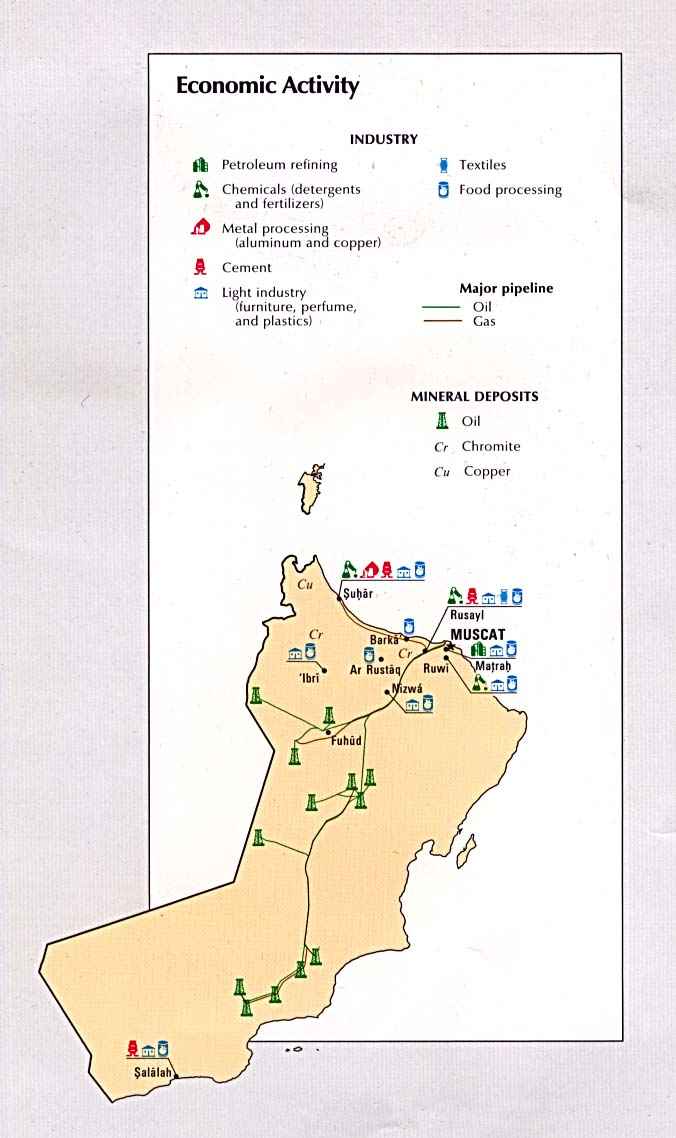 Economic Activity
INDUSTRY
Petroleum refining
Chemicals (detergents
and fertilizers)
Metal processing
(aluminum and copper)
Cement
Light industry
(furniture, perfume,
and plastics)
Textiles
Food processing
Major pipeline
Oil
Gas
MINERAL DEPOSITS
Oil
Cr Chromite
Cu Copper
Cu
Şuḩār
Rusayl
Cr
Barkā'
MUSCAT
Cr
Maţraḩ
Ar Rustāq
Ruwī
'Ibrī
Nizwá
Fuhūd
Şalālah